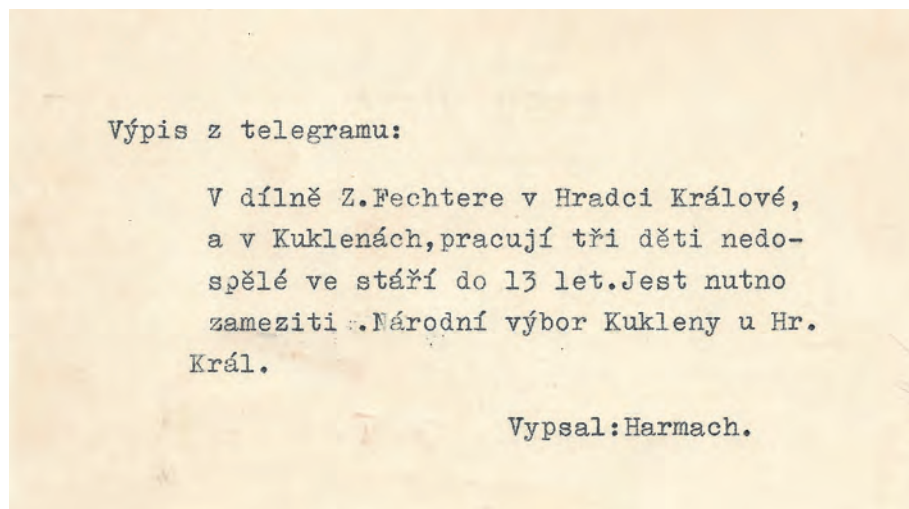 Výpis z telegramu:
V dílně Z.Fechtere v Hradci Králové,
a v Kuklenách,pracují tři děti nedo-
spělé ve stáří do 13 let.Jest nutno
zameziti .Národní výbor Kukleny u Hr.
Král.
Vypsal:Harmach.